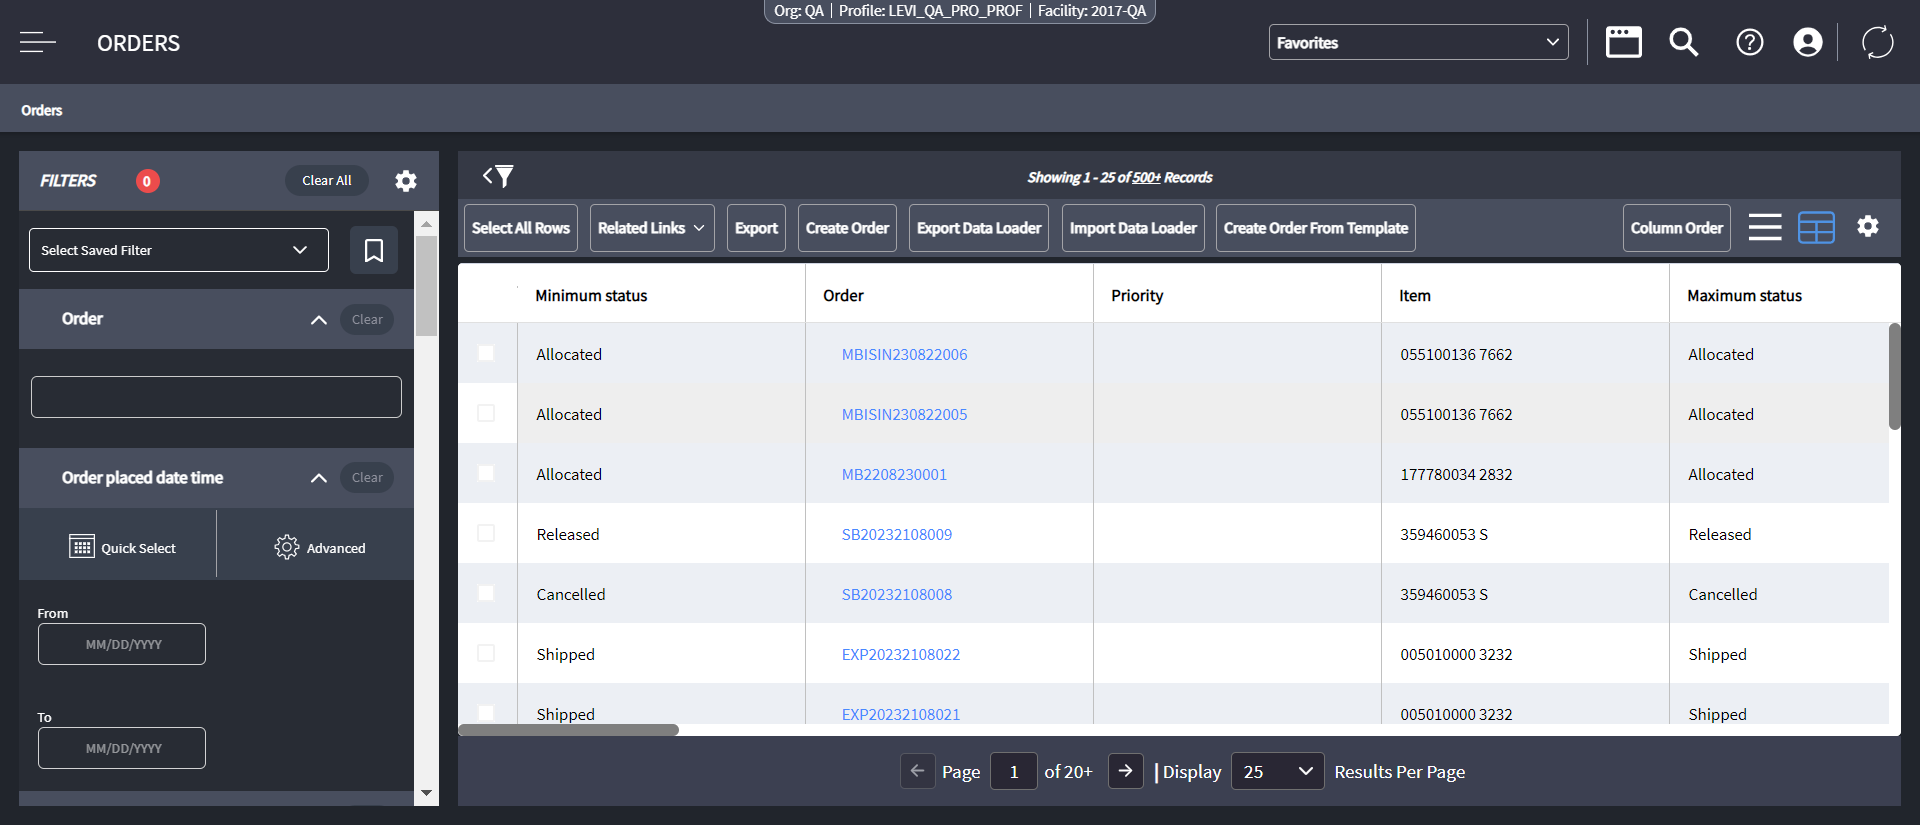 Org: QA | Profile: LEVI_QA_PRO_PROF | Facility: 2017-QA
ORDERS
Favorites
Orders
FILTERS 0 Clear All
Select Saved Filter
Order Clear
Order placed date time Clear
Quick Select Advanced
From
MM/DD/YYYY
To
MM/DD/YYYY
Showing 1 - 25 of 500+ Records
Select All Rows Related Links Export Create Order Export Data Loader Import Data Loader Create Order From Template Column Order
Minimum status Order Priority Item Maximum status
Allocated MBISIN230822006 055100136 7662 Allocated
Allocated MBISIN230822005 055100136 7662 Allocated
Allocated MB2208230001 177780034 2832 Allocated
Released SB20232108009 359460053 S Released
Cancelled SB20232108008 359460053 S Cancelled
Shipped EXP20232108022 005010000 3232 Shipped
Shipped EXP20232108021 005010000 3232 Shipped
Page 1 of 20+ | Display 25 Results Per Page